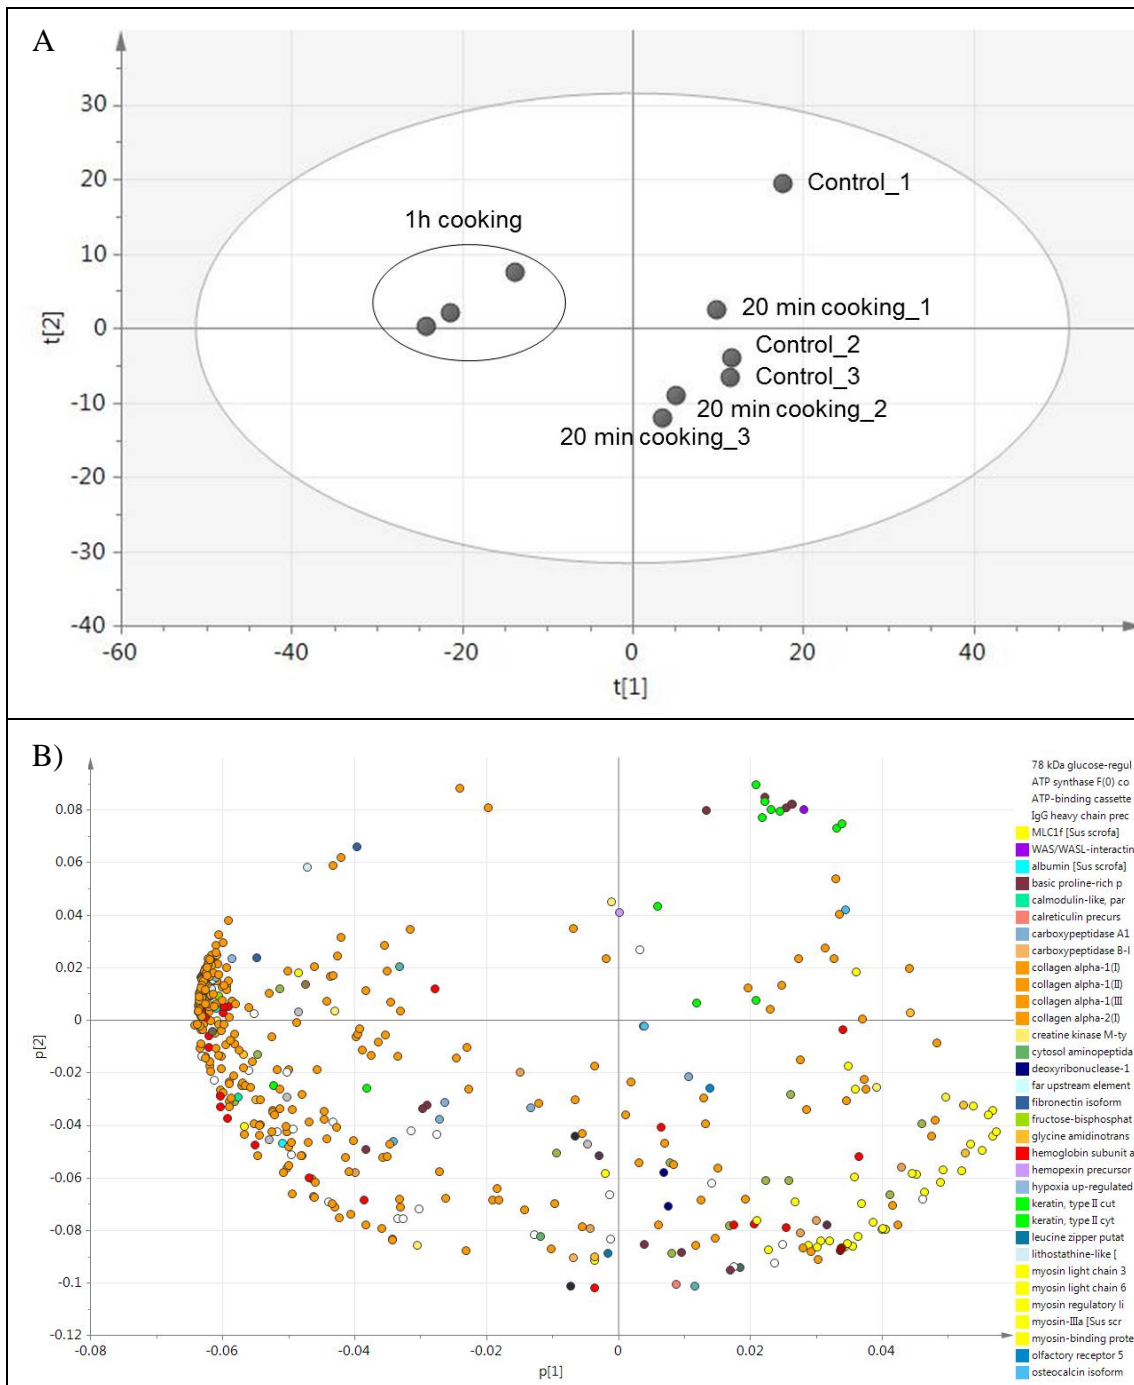 A
30
20
10
0
-10
-20
-30
-40
t[2]
1h cooking
Control_1
20 min cooking_1
Control_2
Control_3
20 min cooking_2
20 min cooking_3
-60
-40
-20
0
20
40
t[1]
B)
0.08
0.06
0.04
0.02
0
-0.02
-0.04
-0.06
-0.08
-0.1
-0.12
p[2]
-0.08
-0.06
-0.04
-0.02
0
0.02
0.04
p[1]
78 kDa glucose-regul
ATP synthase F(0) co
ATP-binding cassette
IgG heavy chain prec
MLC1f [Sus scrofa]
WAS/WASL-interactin
albumin [Sus scrofa]
basic proline-rich p
calmodulin-like, par
calreticulin precurs
carboxypeptidase A1
carboxypeptidase B-l
collagen alpha-1(I)
collagen alpha-1(II)
collagen alpha-1(III
collagen alpha-2(I)
creatine kinase M-ty
cytosol aminopeptida
deoxyribonuclease-1
far upstream element
fibronectin isoform
fructose-bisphosphat
glycine amidinotrans
hemoglobin subunit a
hemopexin precursor
hypoxia up-regulated
keratin, type II cut
keratin, type II cyt
leucine zipper putat
lithostathine-like [
myosin light chain 3
myosin light chain 6
myosin regulatory li
myosin-IIIa [Sus scr
myosin-binding prote
olfactory receptor 5
osteocalcin isoform